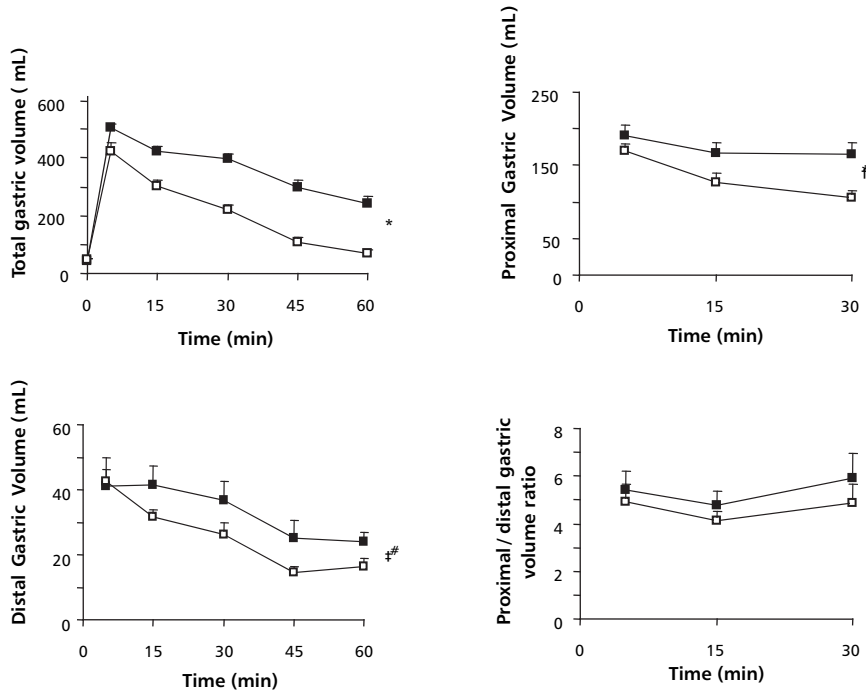 Total gastric volume ( mL)
600
400
200
0
0 15 30 45 60
*
Time (min)
Proximal Gastric Volume (mL)
250
150
50
0
0 15 30
Time (min)
Distal Gastric Volume (mL)
60
40
20
0
0 15 30 45 60
‡#
Time (min)
Proximal/distal gastric
volume ratio
8
6
4
2
0
0 15 30
Time (min)